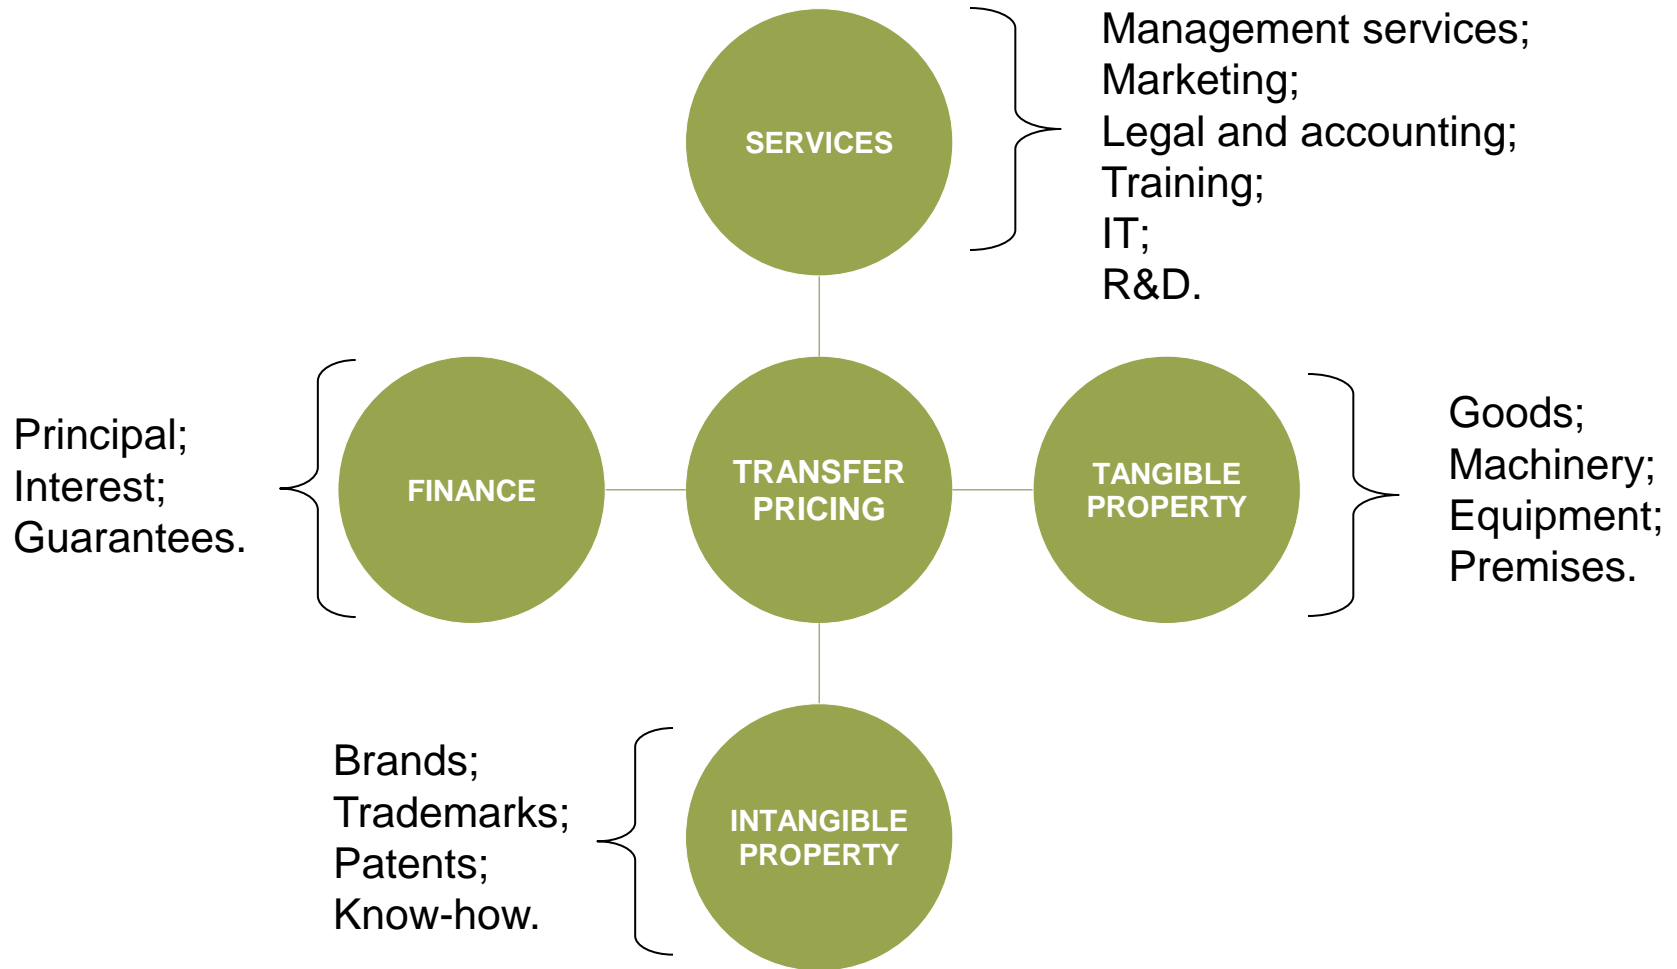 SERVICES
Management services;
Marketing;
Legal and accounting;
Training;
IT;
R&D.
Principal;
Interest;
Guarantees.
FINANCE
TRANSFER
PRICING
TANGIBLE
PROPERTY
Goods;
Machinery;
Equipment;
Premises.
Brands;
Trademarks;
Patents;
Know-how.
INTANGIBLE
PROPERTY